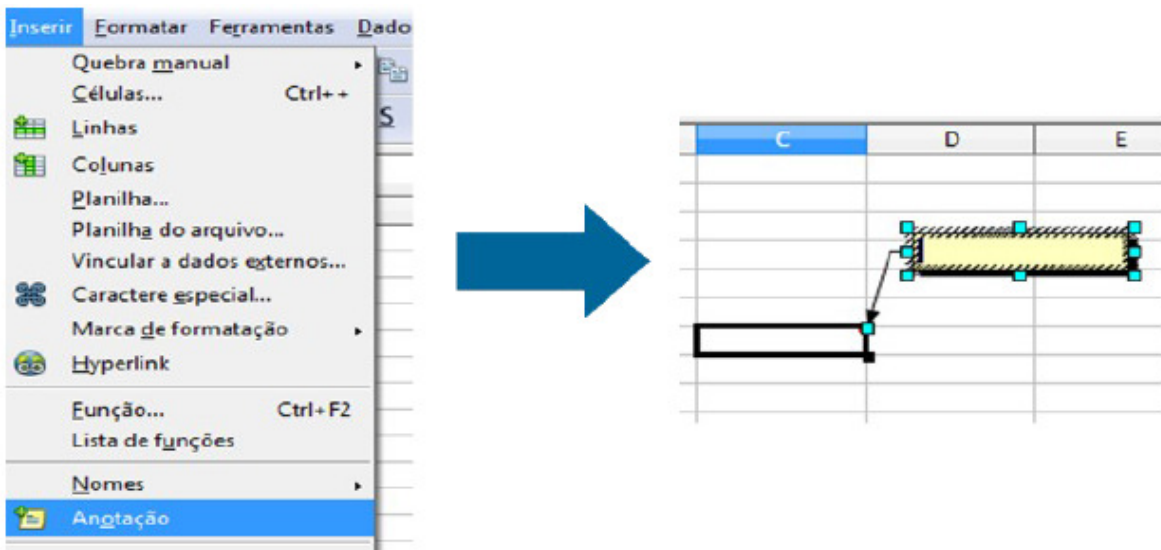 Inserir Formatar Ferramentas Dado
Quebra manual
Células... Ctrl++
S
Linhas
Colunas
Planilha...
Planilha do arquivo...
Vincular a dados externos...
Caractere especial...
Marca de formatação
Hyperlink
Função... Ctrl+F2
Lista de funções
Nomes
Anotação
C D E